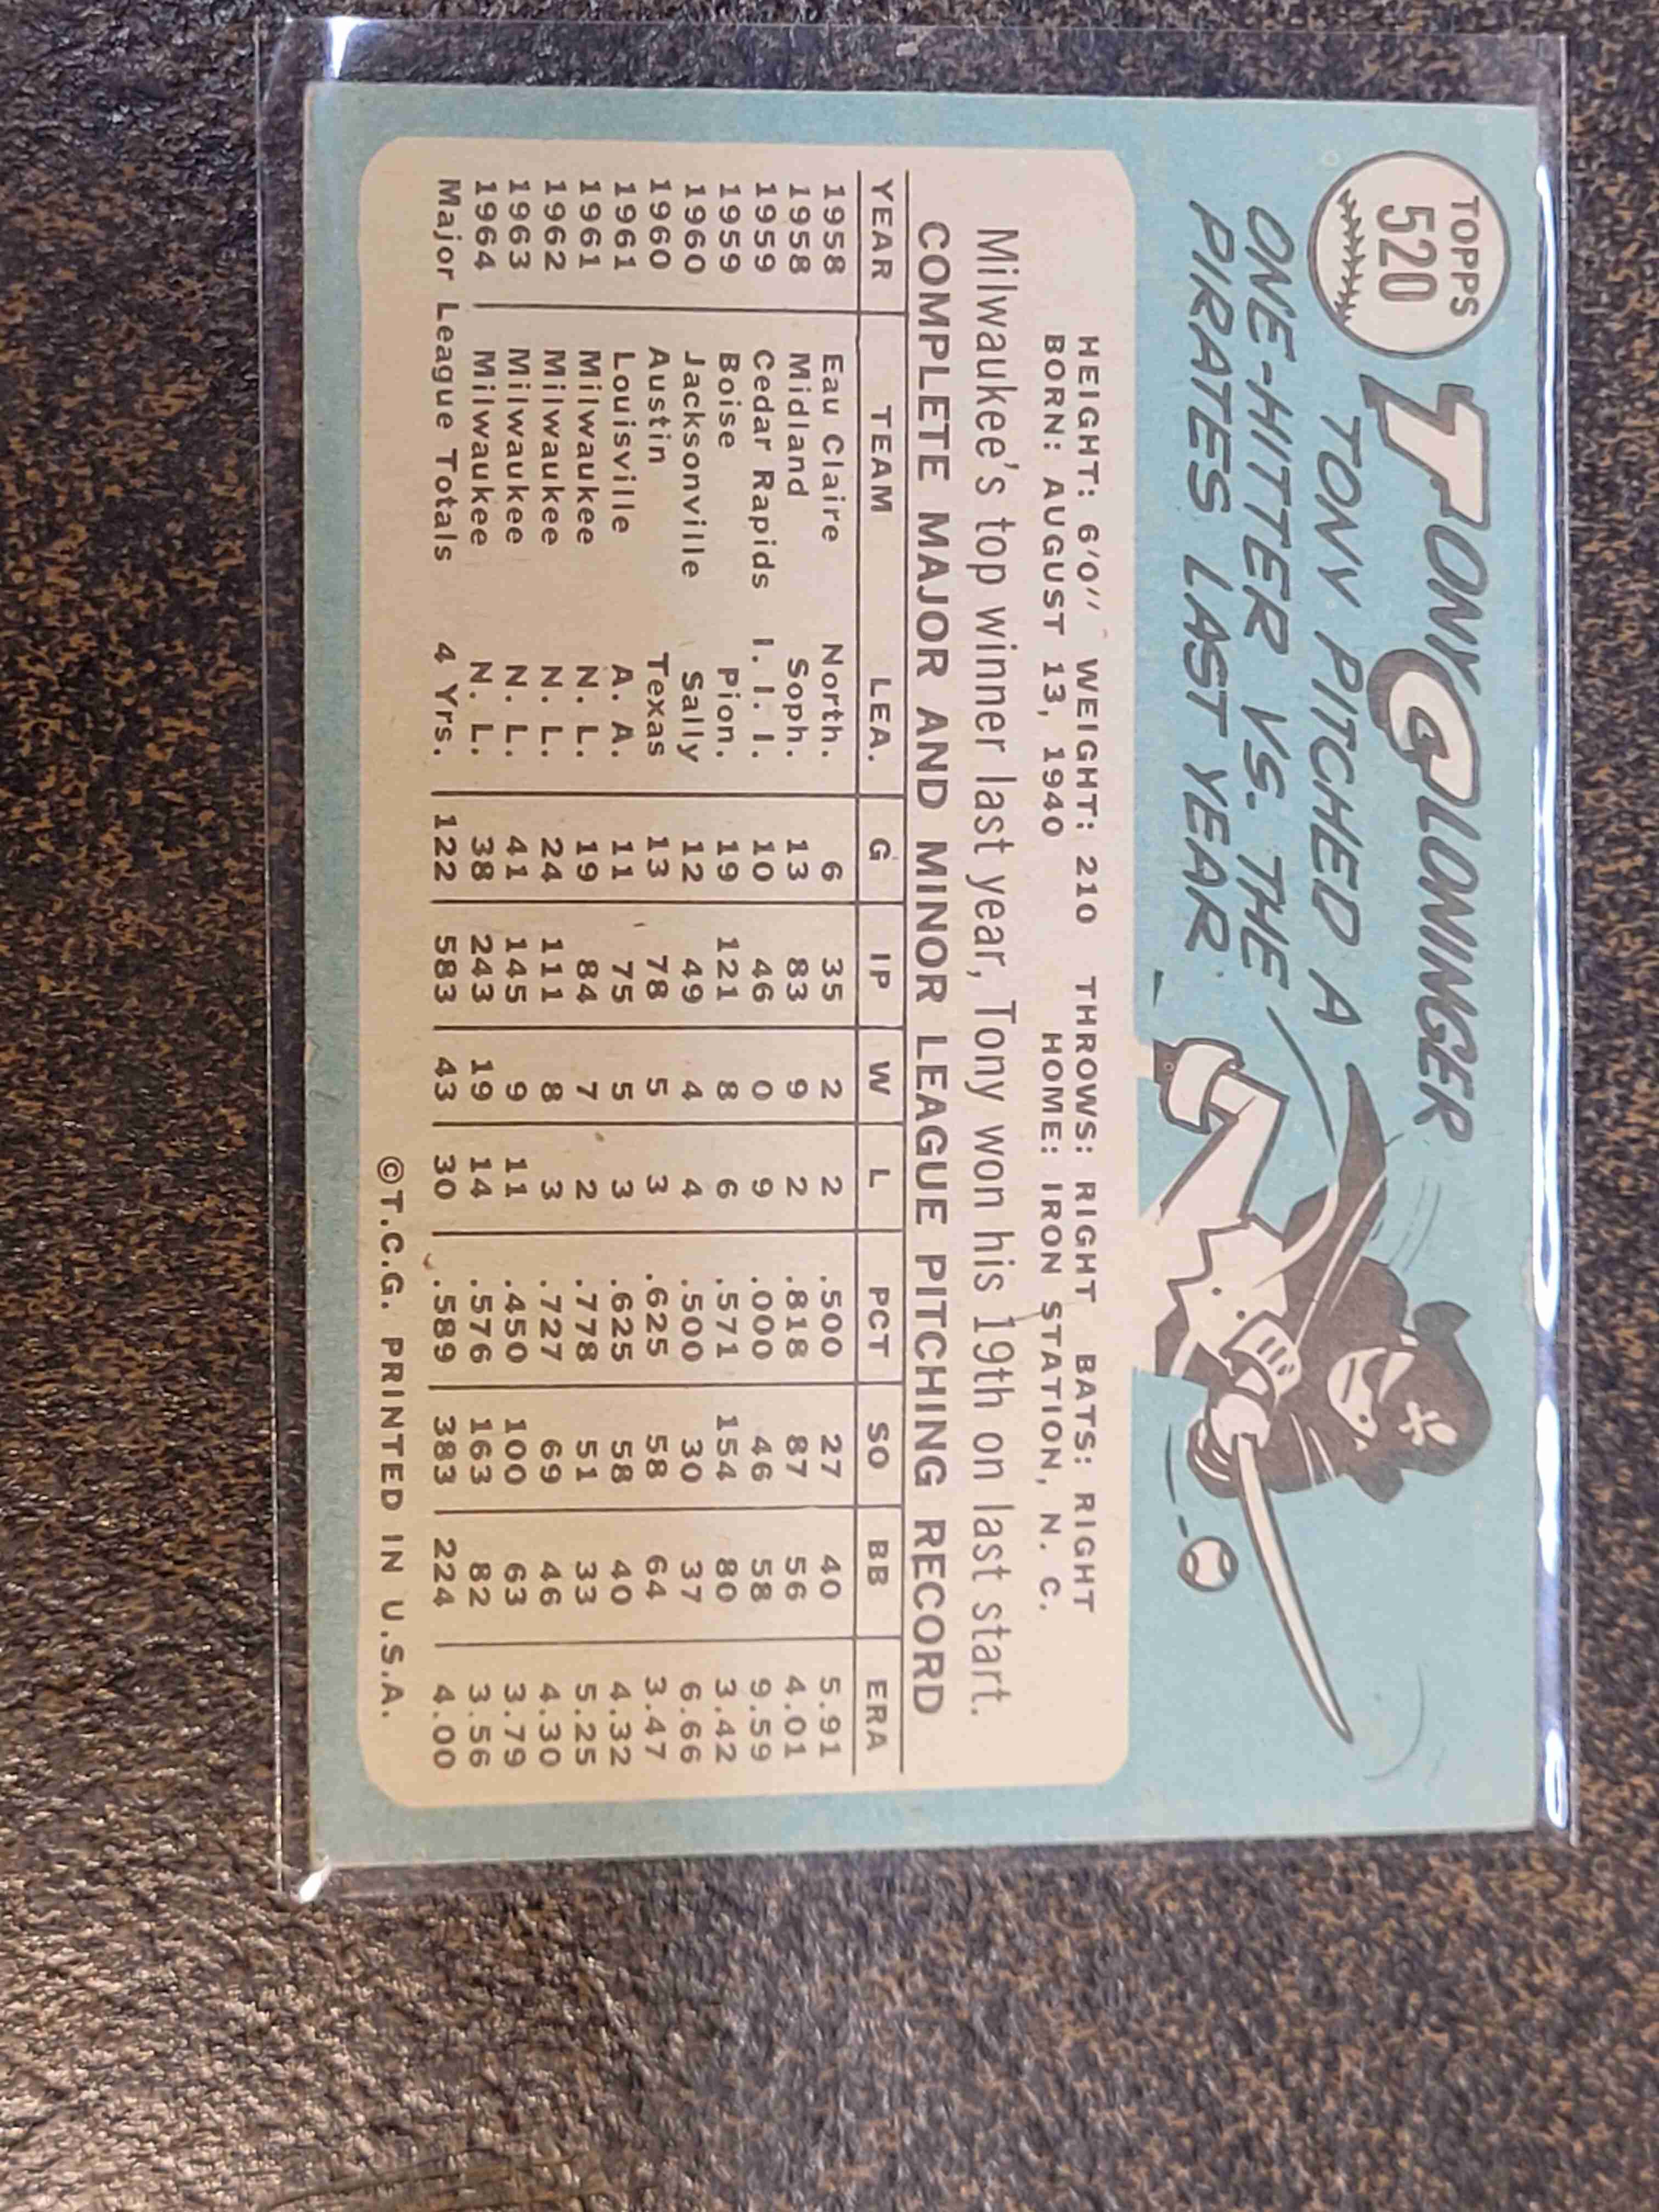 TOPPS
520
TONY CLONINGER
TONY PITCHED A
ONE-HITTER VS. THE
PIRATES LAST YEAR
HEIGHT: 6'0" WEIGHT: 210 THROWS: RIGHT BATS: RIGHT
BORN: AUGUST 13, 1940 HOME: IRON STATION, N. C.
Milwaukee's top winner last year, Tony won his 19th on last start.
COMPLETE MAJOR AND MINOR LEAGUE PITCHING RECORD
YEAR TEAM LEA. G IP W L PCT SO BB ERA
1958 Eau Claire North. 6 35 2 2 .500 27 40 5.91
1958 Midland Soph. 13 83 9 2 .818 87 56 4.01
1959 Cedar Rapids I. I. I. 10 46 0 9 .000 46 58 9.59
1959 Boise Pion. 19 121 8 6 .571 154 80 3.42
1960 Jacksonville Sally 12 49 4 4 .500 30 37 6.66
1960 Austin Texas 13 78 5 3 .625 58 64 3.47
1961 Louisville A. A. 11 75 5 3 .625 58 40 4.32
1961 Milwaukee N. L. 19 84 7 2 .778 51 33 5.25
1962 Milwaukee N. L. 24 111 8 3 .727 69 46 4.30
1963 Milwaukee N. L. 41 145 9 11 .450 100 63 3.79
1964 Milwaukee N. L. 38 243 19 14 .576 163 82 3.56
Major League Totals 4 Yrs. 122 583 43 30 .589 383 224 4.00
©T.C.G. PRINTED IN U.S.A.